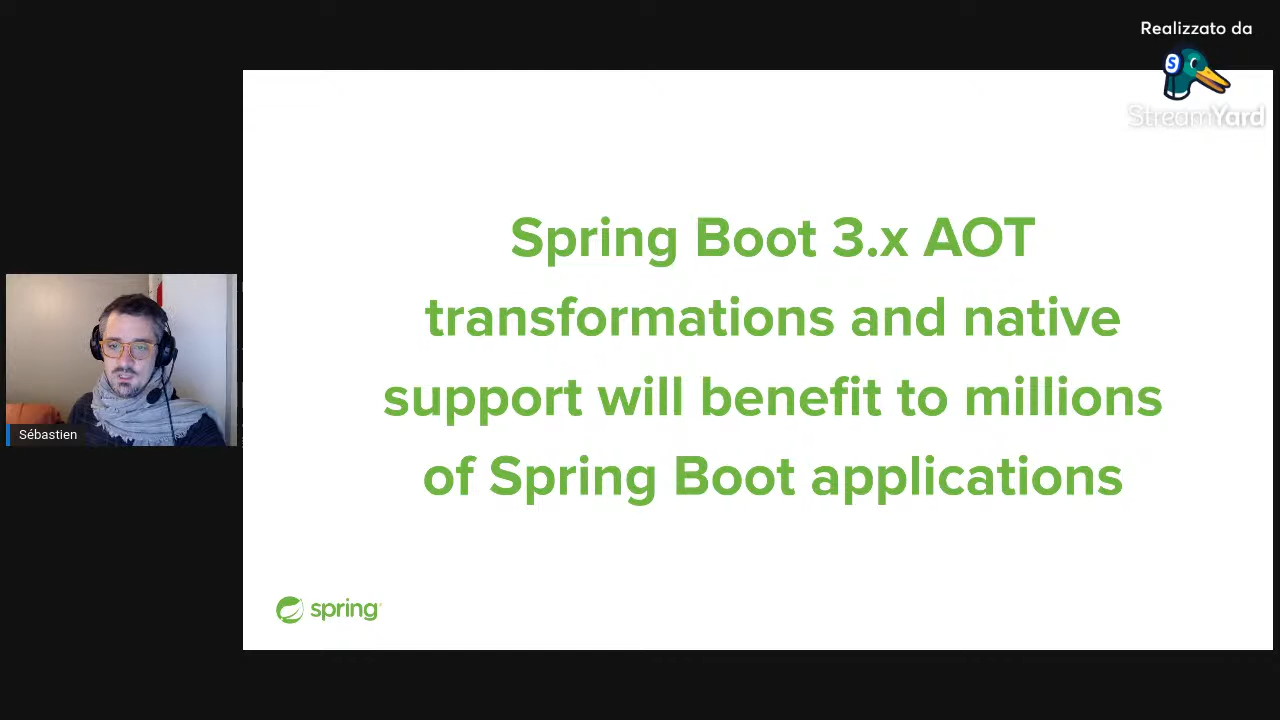 Realizzato da
StreamYard
Spring Boot 3.x AOT
transformations and native
support will benefit to millions
of Spring Boot applications
Sébastien
spring